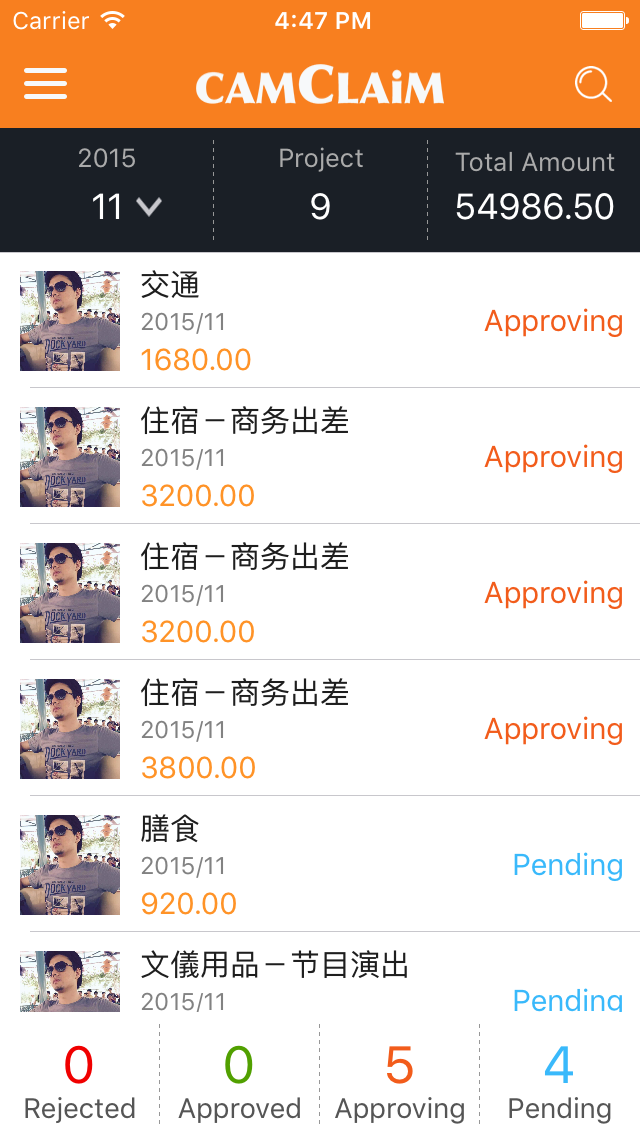 Carrier 4:47 PM
CAMCLAiM
2015 Project Total Amount
11 9 54986.50
交通
2015/11
Approving
1680.00
住宿－商务出差
2015/11
Approving
3200.00
住宿－商务出差
2015/11
Approving
3200.00
住宿－商务出差
2015/11
Approving
3800.00
膳食
2015/11
Pending
920.00
文儀用品－节目演出
2015/11
Pending
0 0 5 4
Rejected Approved Approving Pending